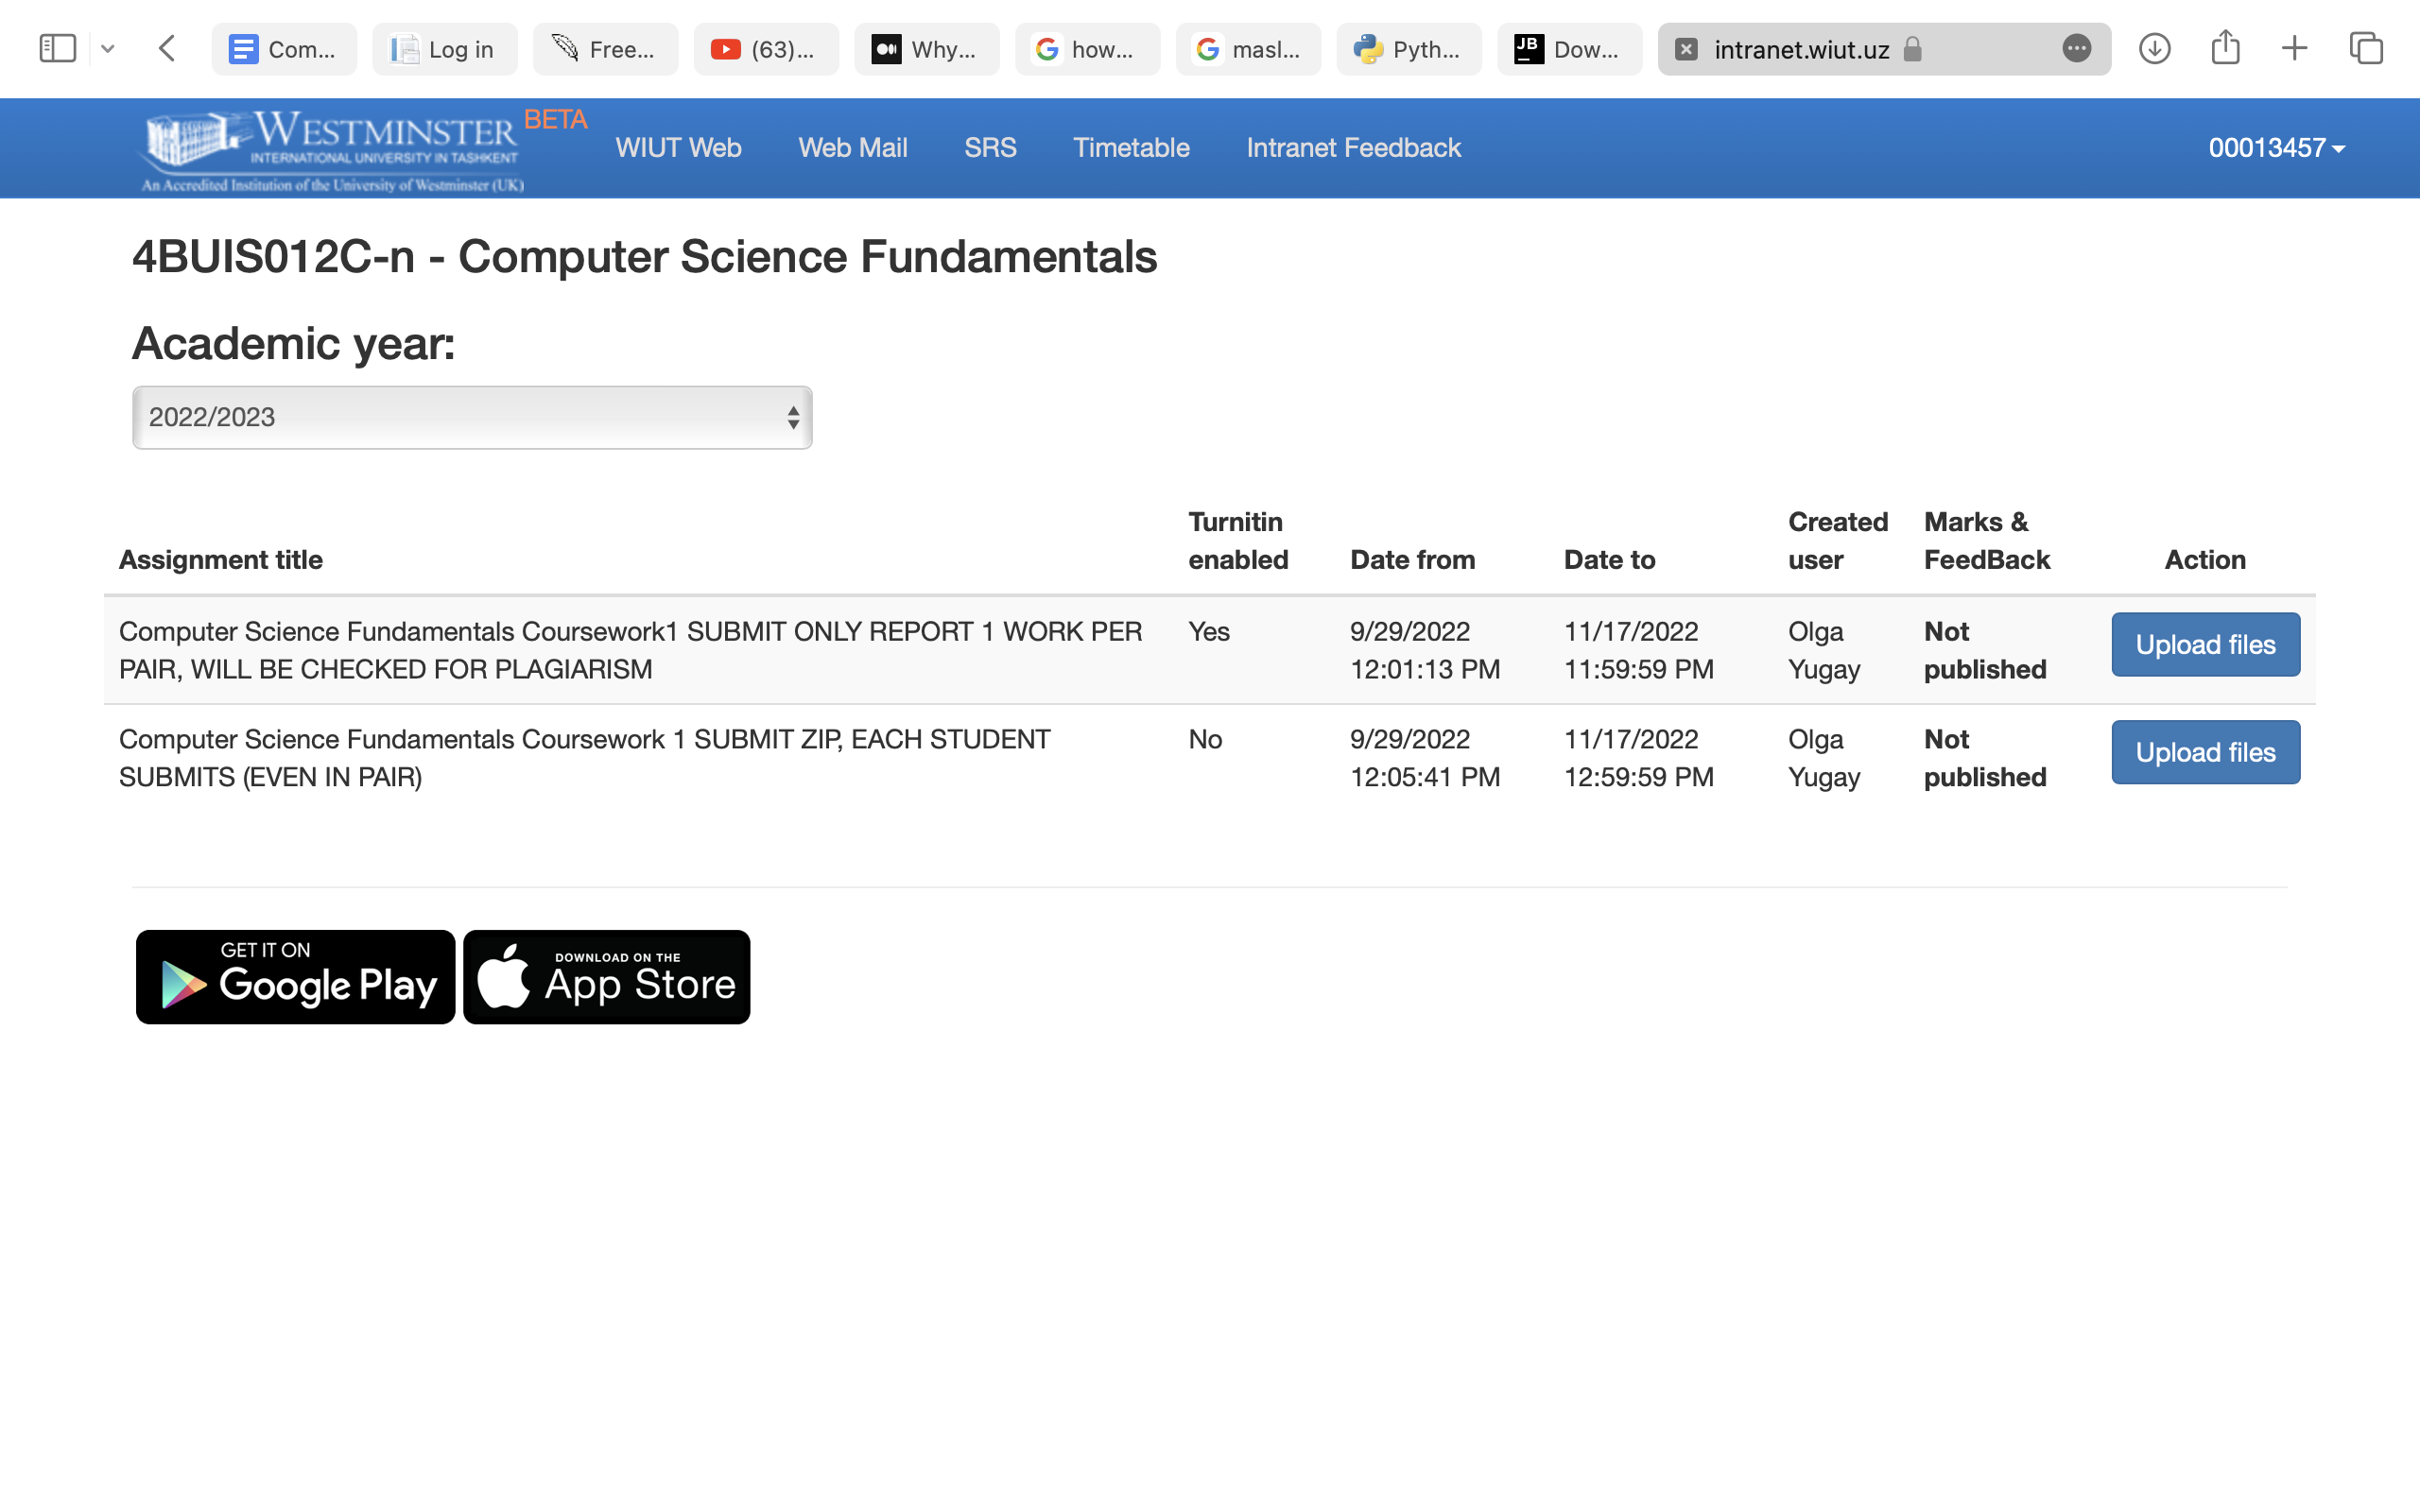 Com...
Log in
Free...
(63)...
Why...
how...
masl...
Pyth...
JB
Dow...
intranet.wiut.uz
WESTMINSTER
INTERNATIONAL UNIVERSITY IN TASHKENT
An Accredited Institution of the University of Westminster (UK)
BETA
WIUT Web
Web Mail
SRS
Timetable
Intranet Feedback
00013457
4BUIS012C-n - Computer Science Fundamentals
Academic year:
2022/2023
Assignment title
Turnitin
enabled
Date from
Date to
Created
user
Marks &
FeedBack
Action
Computer Science Fundamentals Coursework1 SUBMIT ONLY REPORT 1 WORK PER
PAIR, WILL BE CHECKED FOR PLAGIARISM
Yes
9/29/2022
12:01:13 PM
11/17/2022
11:59:59 PM
Olga
Yugay
Not
published
Upload files
Computer Science Fundamentals Coursework 1 SUBMIT ZIP, EACH STUDENT
SUBMITS (EVEN IN PAIR)
No
9/29/2022
12:05:41 PM
11/17/2022
12:59:59 PM
Olga
Yugay
Not
published
Upload files
GET IT ON
Google Play
DOWNLOAD ON THE
App Store